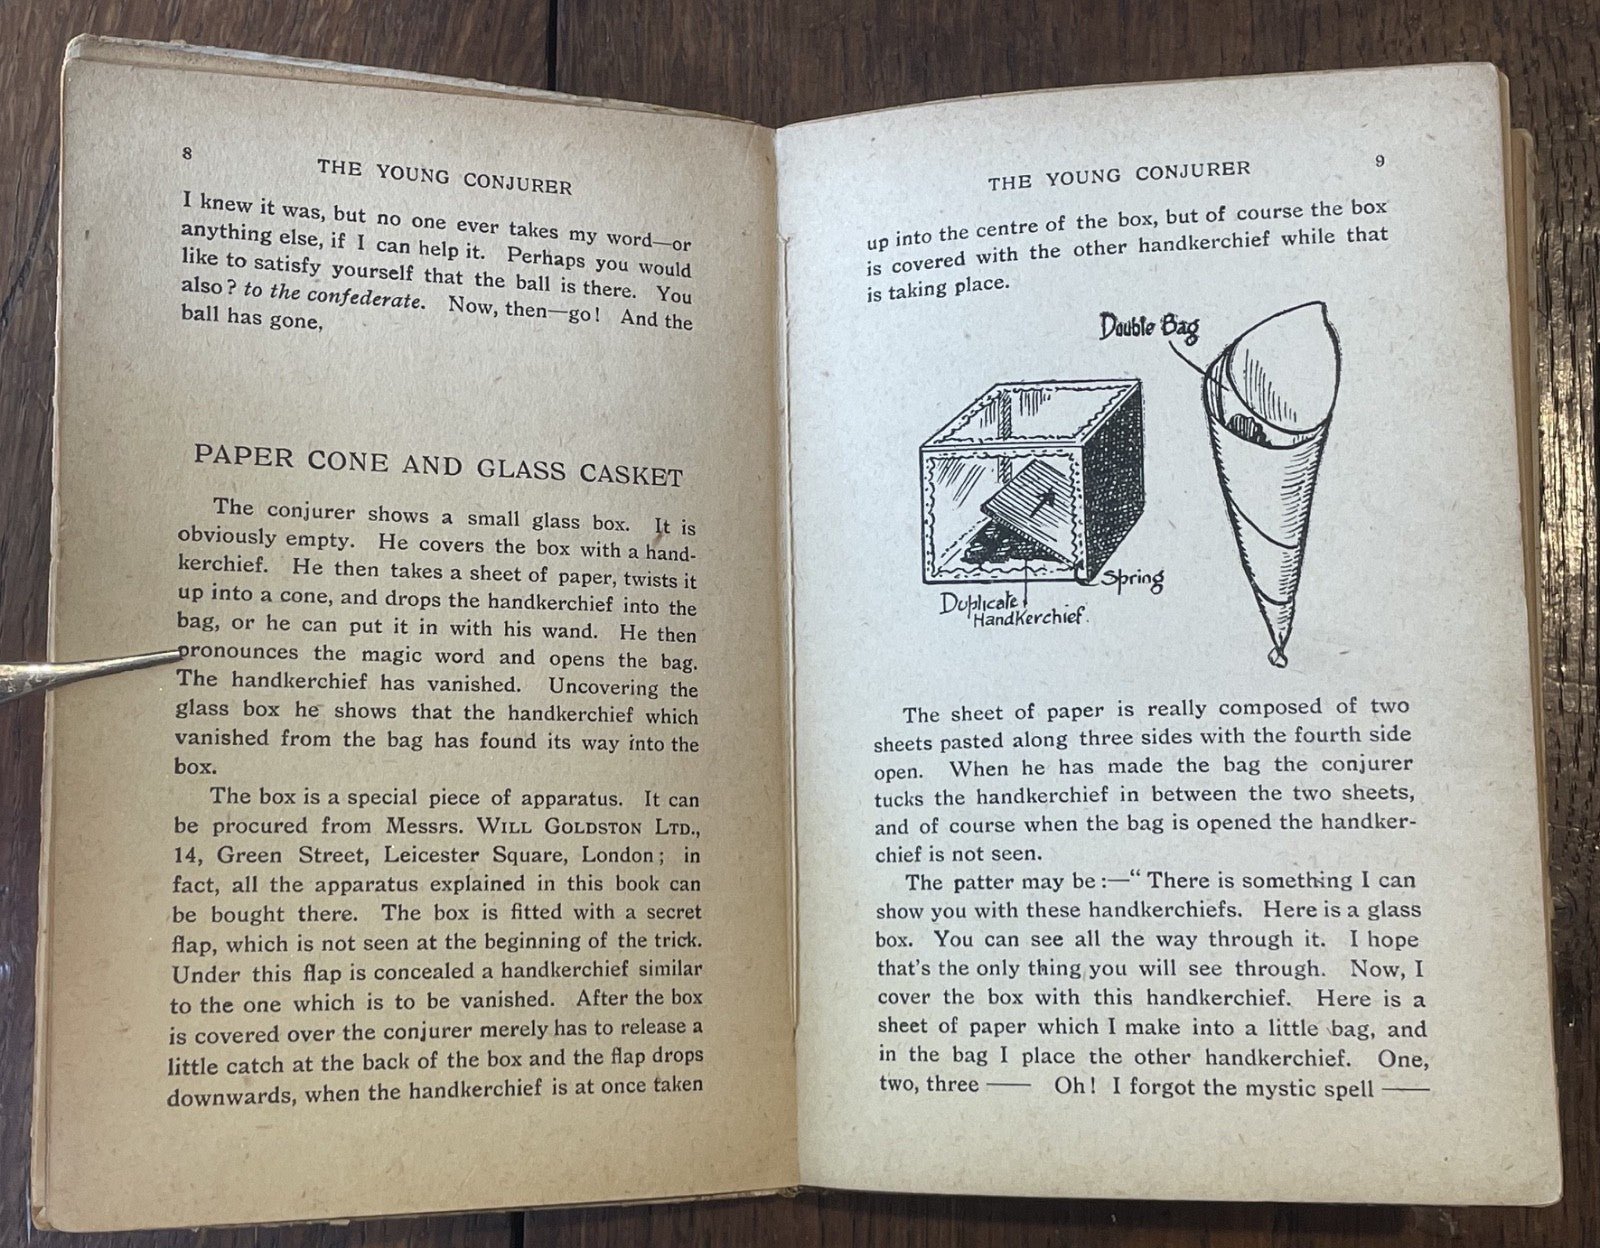 8
THE YOUNG CONJURER
I knew it was, but no one ever takes my word—or
anything else, if I can help it. Perhaps you would
like to satisfy yourself that the ball is there. You
also? to the confederate. Now, then—go! And the
ball has gone,
PAPER CONE AND GLASS CASKET
The conjurer shows a small glass box. It is
obviously empty. He covers the box with a hand-
kerchief. He then takes a sheet of paper, twists it
up into a cone, and drops the handkerchief into the
bag, or he can put it in with his wand. He then
pronounces the magic word and opens the bag.
The handkerchief has vanished. Uncovering the
glass box he shows that the handkerchief which
vanished from the bag has found its way into the
box.
The box is a special piece of apparatus. It can
be procured from Messrs. WILL GOLDSTON LTD.,
14, Green Street, Leicester Square, London; in
fact, all the apparatus explained in this book can
be bought there. The box is fitted with a secret
flap, which is not seen at the beginning of the trick.
Under this flap is concealed a handkerchief similar
to the one which is to be vanished. After the box
is covered over the conjurer merely has to release a
little catch at the back of the box and the flap drops
downwards, when the handkerchief is at once taken
THE YOUNG CONJURER
9
up into the centre of the box, but of course the box
is covered with the other handkerchief while that
is taking place.
Double Bag
Spring
Duplicate
Handkerchief.
The sheet of paper is really composed of two
sheets pasted along three sides with the fourth side
open. When he has made the bag the conjurer
tucks the handkerchief in between the two sheets,
and of course when the bag is opened the handker-
chief is not seen.
The patter may be:—“There is something I can
show you with these handkerchiefs. Here is a glass
box. You can see all the way through it. I hope
that's the only thing you will see through. Now, I
cover the box with this handkerchief. Here is a
sheet of paper which I make into a little bag, and
in the bag I place the other handkerchief. One,
two, three —— Oh! I forgot the mystic spell ——